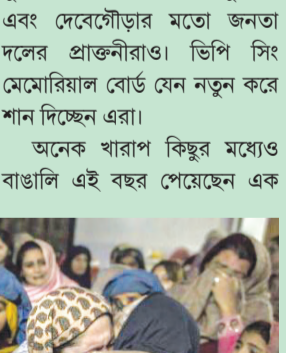 এবং দেবেগৌড়ার মতো জনতা
দলের প্রাক্তনীরাও। ভিপি সিং
মেমোরিয়াল বোর্ড যেন নতুন করে
শান দিচ্ছেন এরা।
অনেক খারাপ কিছুর মধ্যেও
বাঙালি এই বছর পেয়েছেন এক